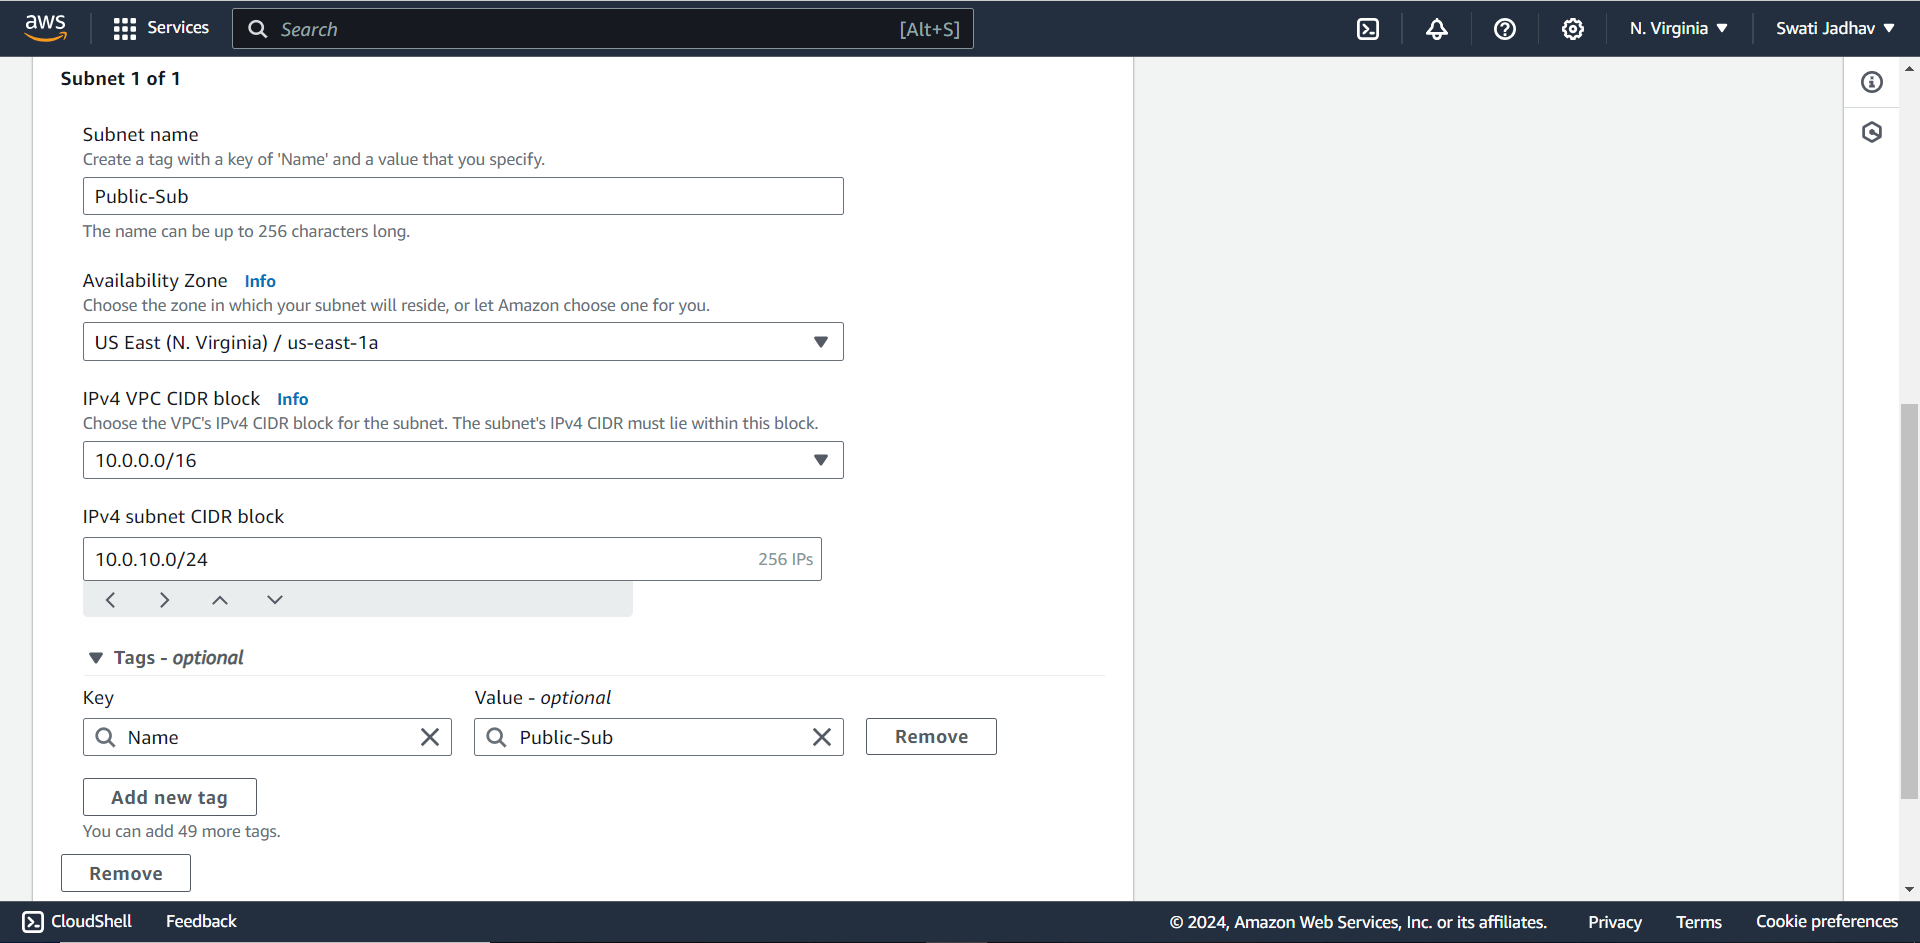 aws
Services
Search [Alt+S]
N. Virginia
Swati Jadhav
Subnet 1 of 1
Subnet name
Create a tag with a key of 'Name' and a value that you specify.
Public-Sub
The name can be up to 256 characters long.
Availability Zone Info
Choose the zone in which your subnet will reside, or let Amazon choose one for you.
US East (N. Virginia) / us-east-1a
IPv4 VPC CIDR block Info
Choose the VPC's IPv4 CIDR block for the subnet. The subnet's IPv4 CIDR must lie within this block.
10.0.0.0/16
IPv4 subnet CIDR block
10.0.10.0/24 256 IPs
Tags - optional
Key Value - optional
Name Public-Sub Remove
Add new tag
You can add 49 more tags.
Remove
CloudShell Feedback © 2024, Amazon Web Services, Inc. or its affiliates. Privacy Terms Cookie preferences